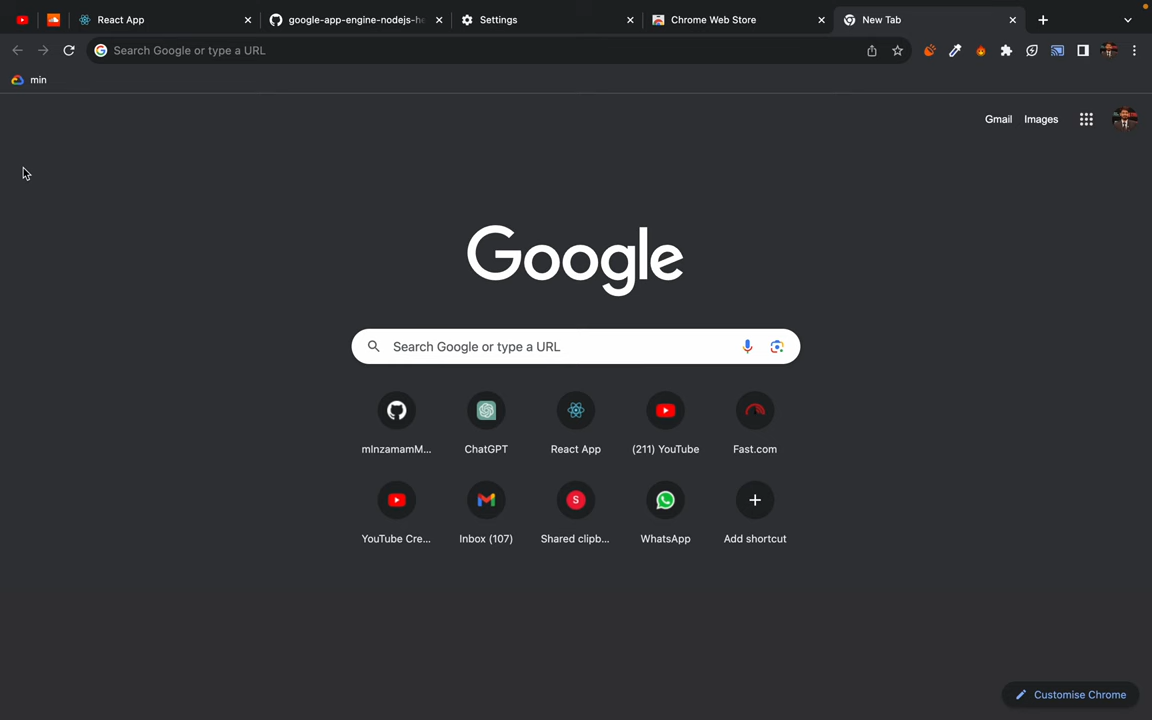 React App
google-app-engine-nodejs-he
Settings
Chrome Web Store
New Tab
Search Google or type a URL
min
Gmail Images
Google
Search Google or type a URL
mInzamamM... ChatGPT React App (211) YouTube Fast.com
S
YouTube Cre... Inbox (107) Shared clipb... WhatsApp Add shortcut
Customise Chrome